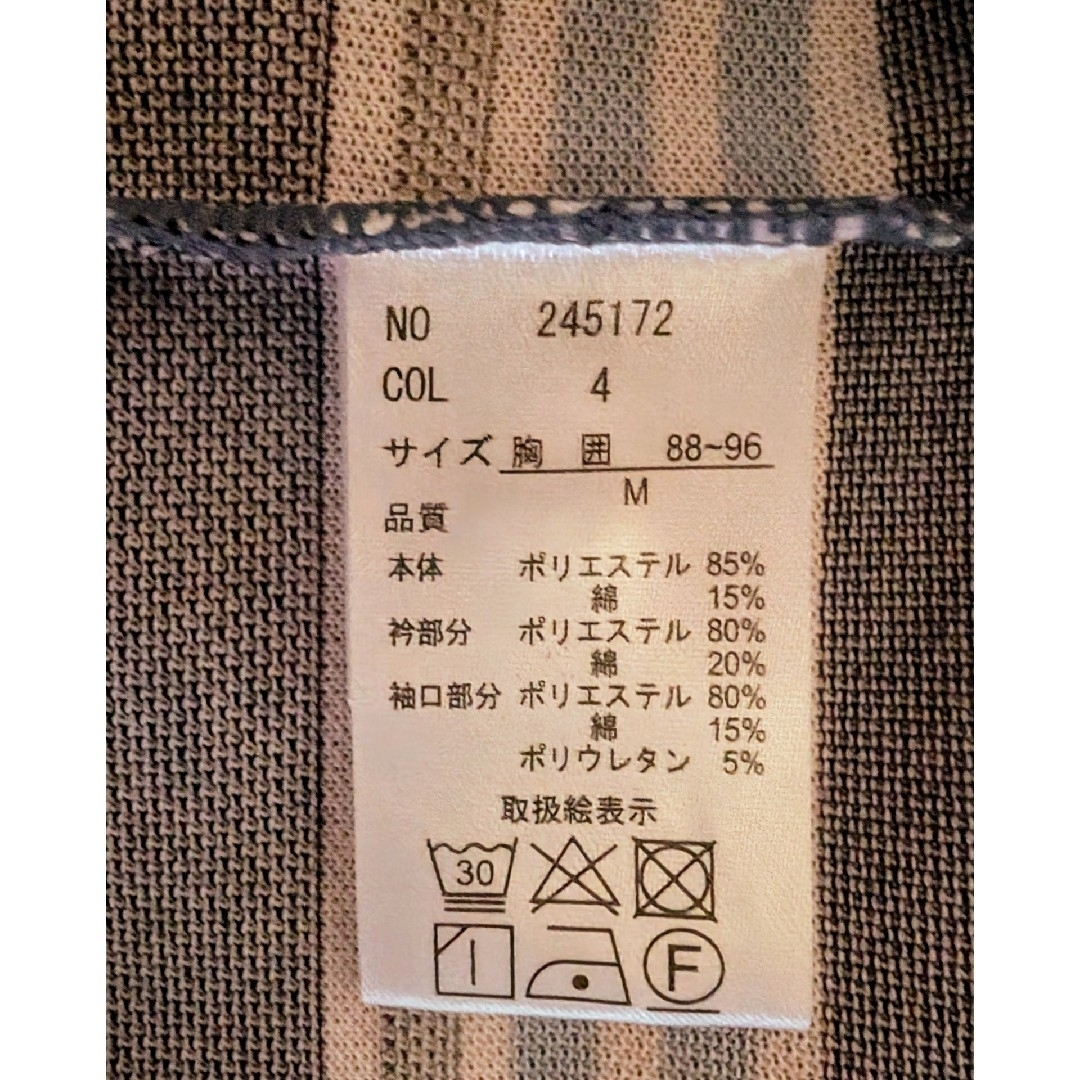 NO 245172
COL 4
サイズ 胸 囲 88~96
M
品質
本体 ポリエステル 85%
綿 15%
衿部分 ポリエステル 80%
綿 20%
袖口部分 ポリエステル 80%
綿 15%
ポリウレタン 5%
取扱絵表示
30
F